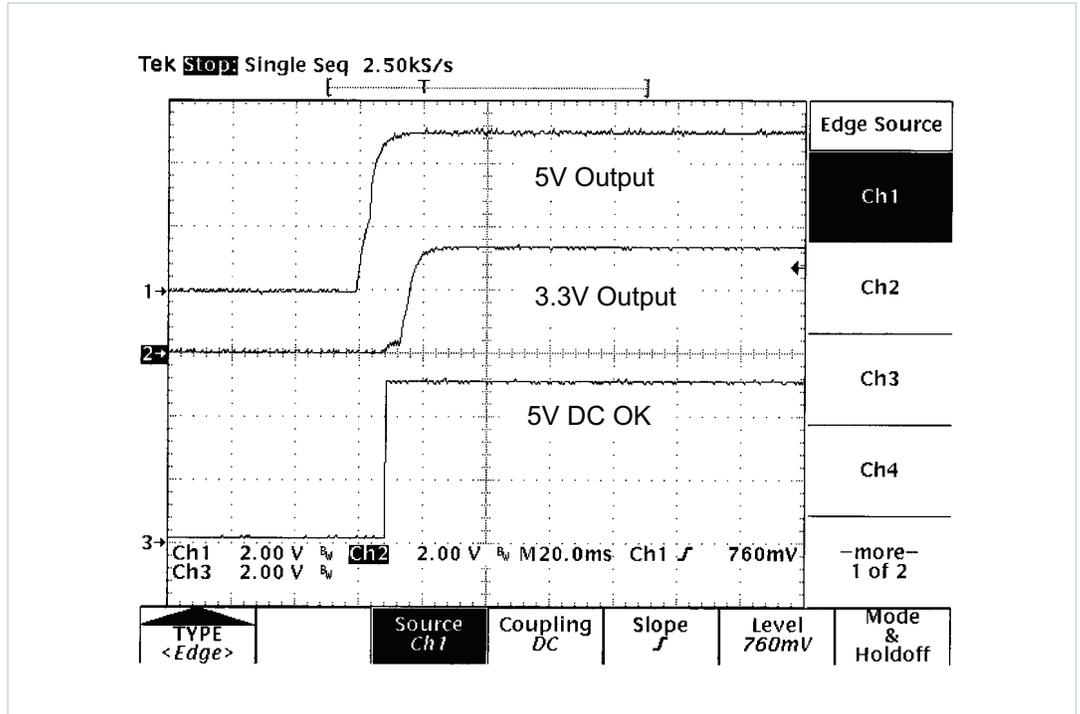 Tek Stop: Single Seq 2.50kS/s
Edge Source
Ch1
5V Output
1
Ch2
3.3V Output
2
Ch3
5V DC OK
Ch4
3
Ch1 2.00 V BW Ch2 2.00 V BW M 20.0ms Ch1 760mV
Ch3 2.00 V BW
-more-
1 of 2
TYPE
<Edge>
Source
Ch1
Coupling
DC
Slope
Level
760mV
Mode
&
Holdoff